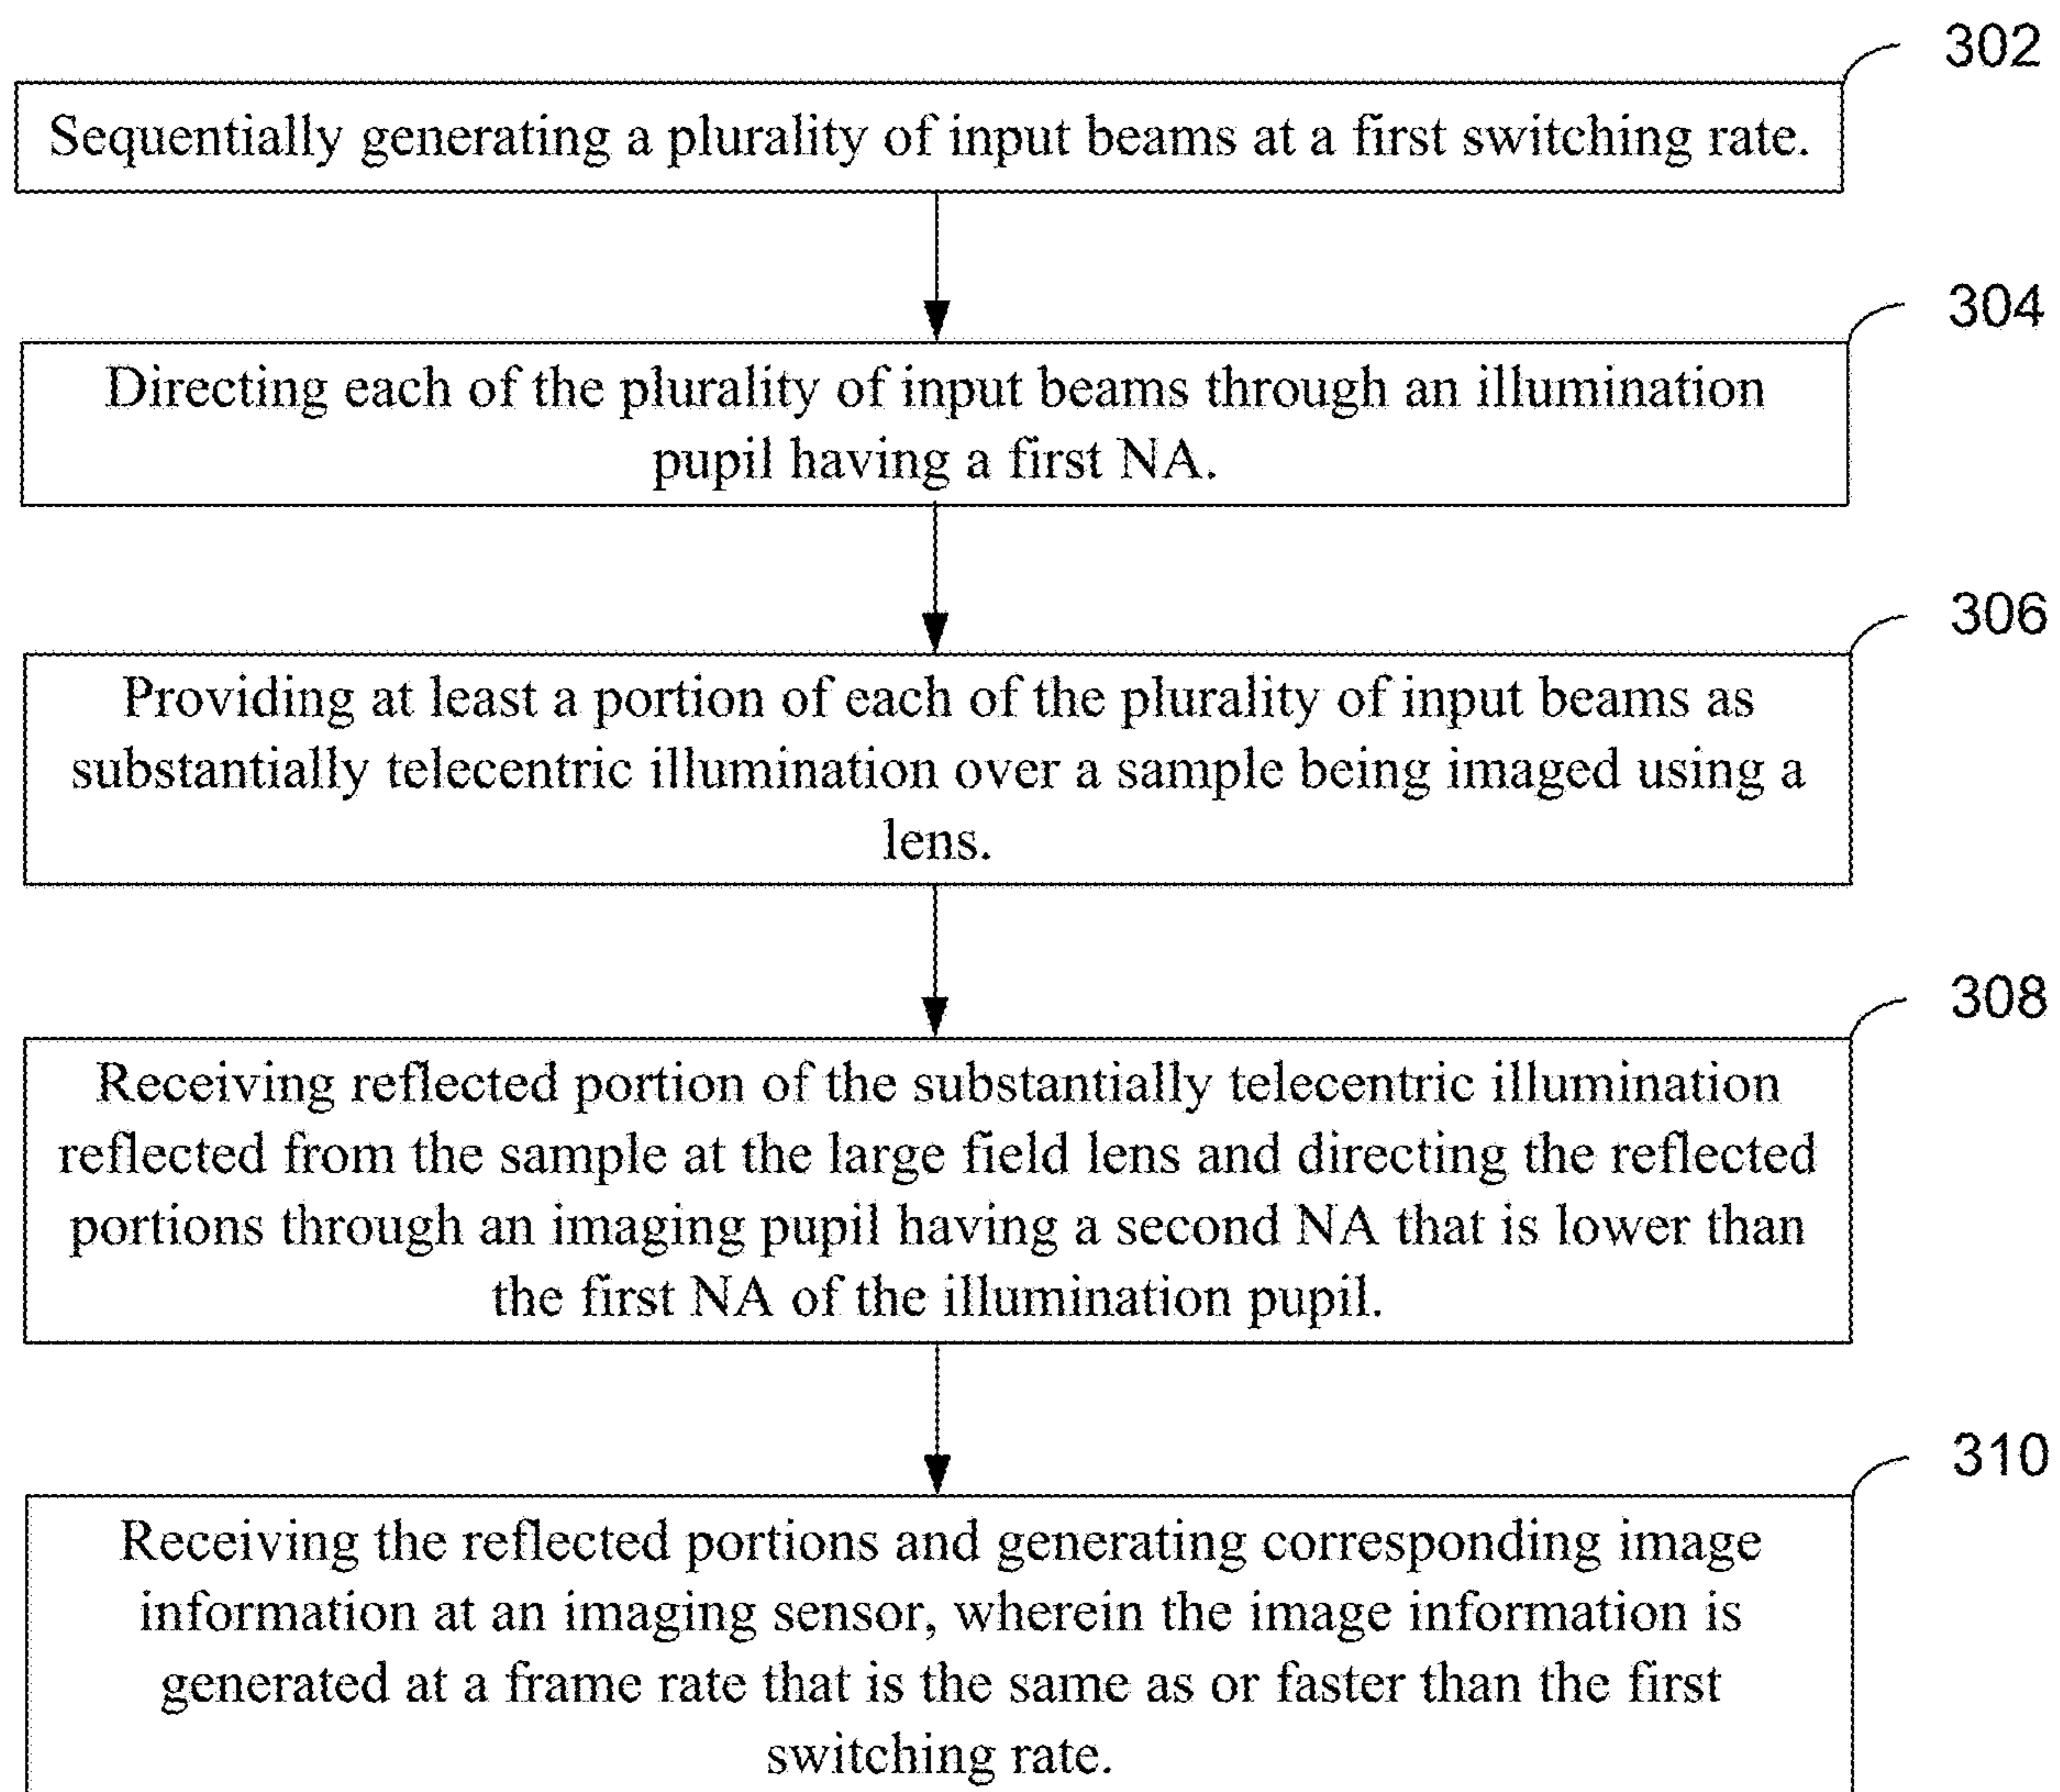 302
Sequentially generating a plurality of input beams at a first switching rate.
304
Directing each of the plurality of input beams through an illumination
pupil having a first NA.
306
Providing at least a portion of each of the plurality of input beams as
substantially telecentric illumination over a sample being imaged using a
lens.
308
Receiving reflected portion of the substantially telecentric illumination
reflected from the sample at the large field lens and directing the reflected
portions through an imaging pupil having a second NA that is lower than
the first NA of the illumination pupil.
310
Receiving the reflected portions and generating corresponding image
information at an imaging sensor, wherein the image information is
generated at a frame rate that is the same as or faster than the first
switching rate.